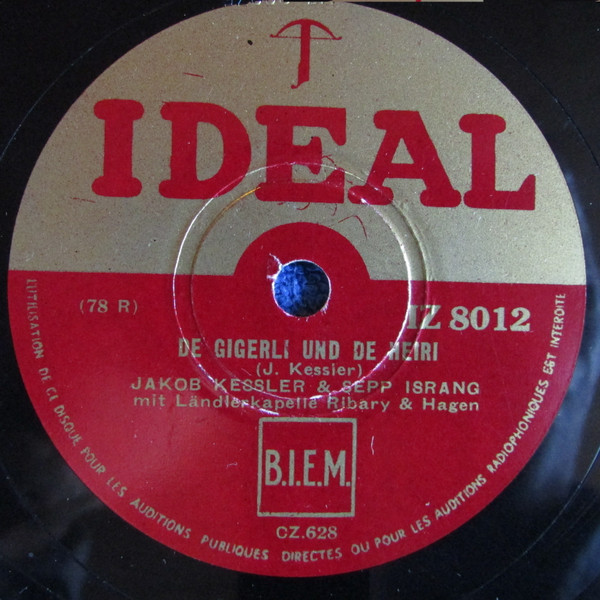 IDEAL
(78 R)
IZ 8012
DE GIGERLI UND DE HEIRI
(J. Kessler)
JAKOB KESSLER & SEPP ISRANG
mit Ländlerkapelle Ribary & Hagen
B.I.E.M.
CZ.628
L'UTILISATION DE CE DISQUE POUR LES AUDITIONS PUBLIQUES DIRECTES OU POUR LES AUDITIONS RADIOPHONIQUES EST INTERDITE